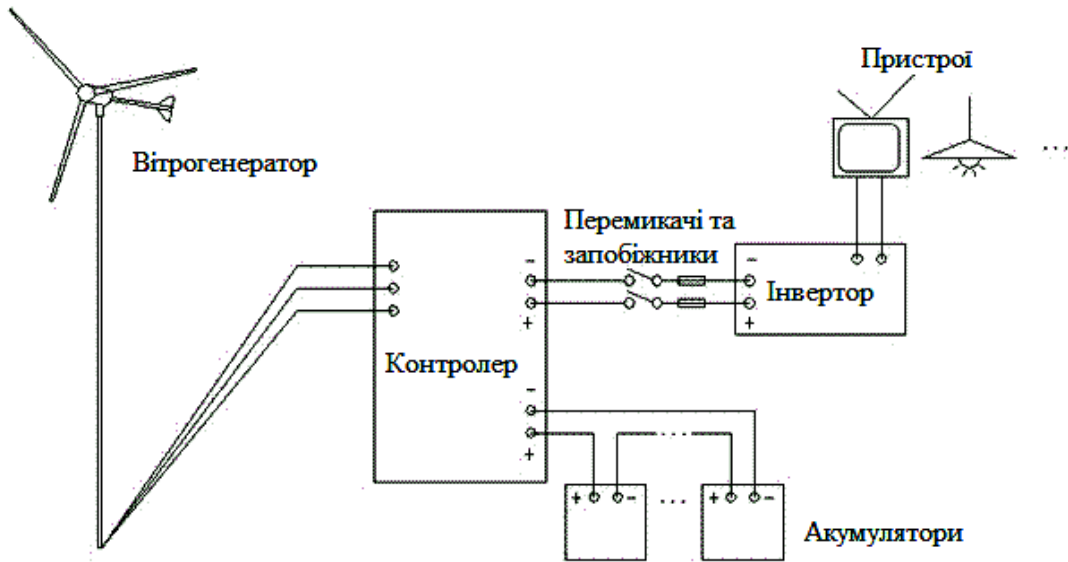 Пристрої
...
Вітрогенератор
Перемикачі та
запобіжники
−
−
Інвертор
+
+
Контролер
−
+
+ − ... + −
Акумулятори